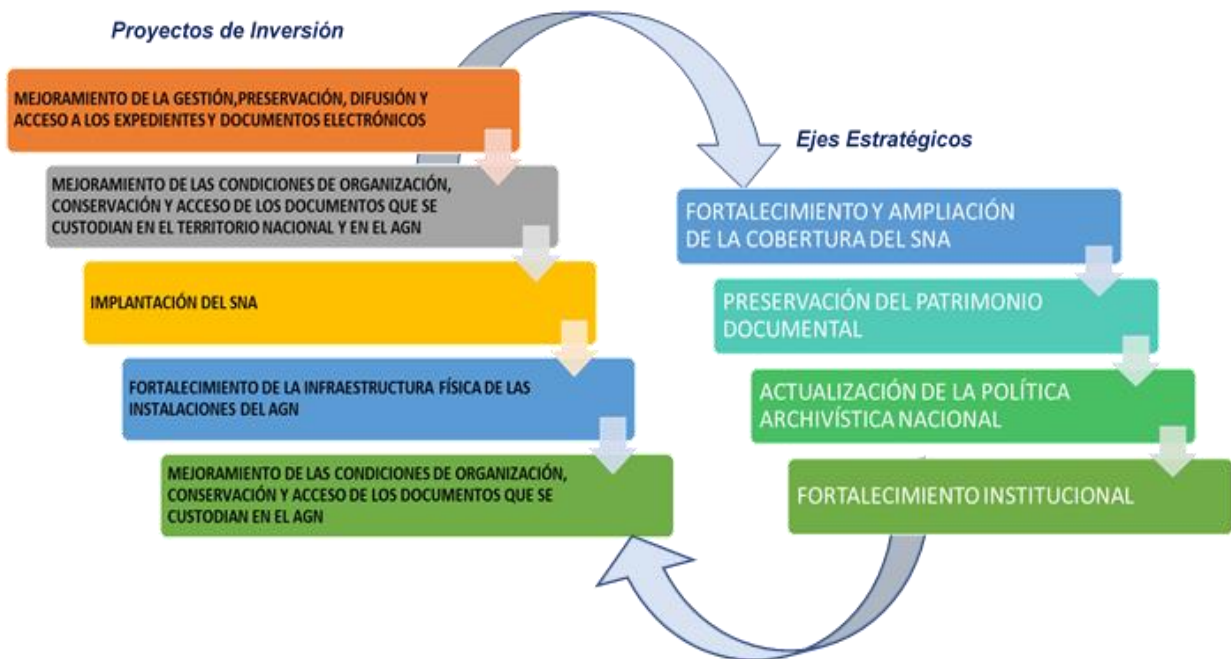 Proyectos de Inversión
MEJORAMIENTO DE LA GESTIÓN,PRESERVACIÓN, DIFUSIÓN Y
ACCESO A LOS EXPEDIENTES Y DOCUMENTOS ELECTRÓNICOS
MEJORAMIENTO DE LAS CONDICIONES DE ORGANIZACIÓN,
CONSERVACIÓN Y ACCESO DE LOS DOCUMENTOS QUE SE
CUSTODIAN EN EL TERRITORIO NACIONAL Y EN EL AGN
IMPLANTACIÓN DEL SNA
FORTALECIMIENTO DE LA INFRAESTRUCTURA FÍSICA DE LAS
INSTALACIONES DEL AGN
MEJORAMIENTO DE LAS CONDICIONES DE ORGANIZACIÓN,
CONSERVACIÓN Y ACCESO DE LOS DOCUMENTOS QUE SE
CUSTODIAN EN EL AGN
Ejes Estratégicos
FORTALECIMIENTO Y AMPLIACIÓN
DE LA COBERTURA DEL SNA
PRESERVACIÓN DEL PATRIMONIO
DOCUMENTAL
ACTUALIZACIÓN DE LA POLÍTICA
ARCHIVÍSTICA NACIONAL
FORTALECIMIENTO INSTITUCIONAL